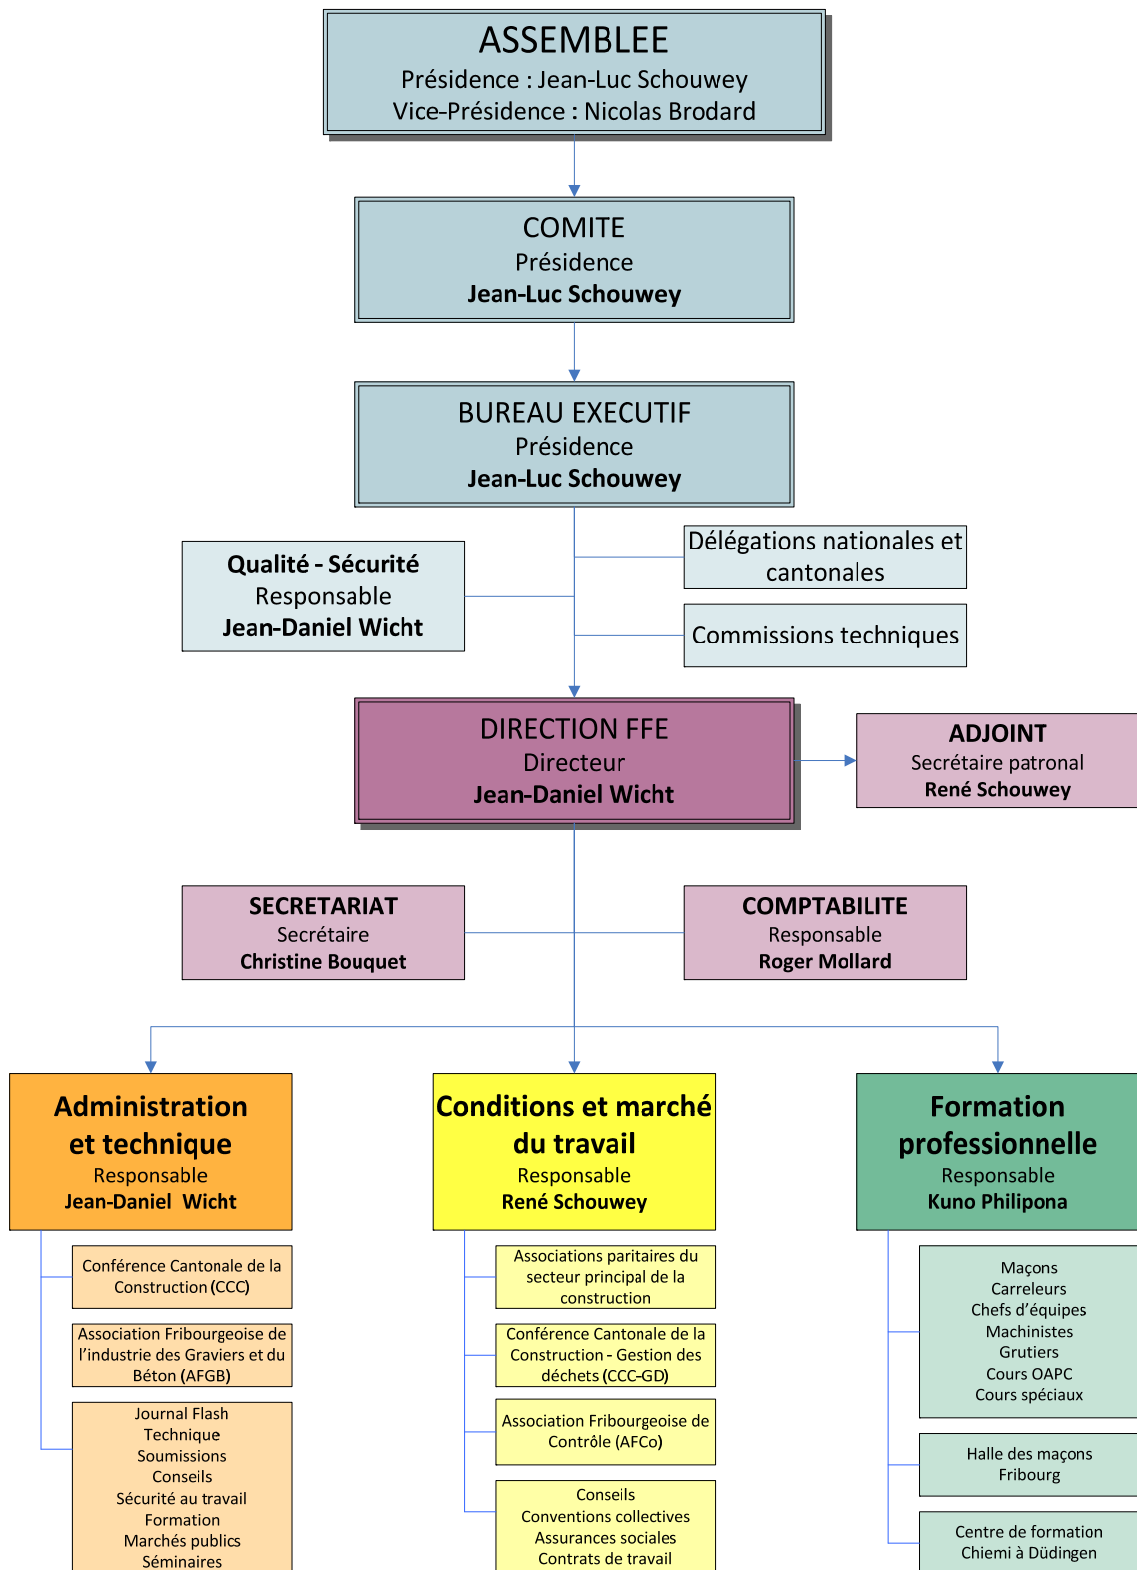 ASSEMBLEE
Présidence : Jean-Luc Schouwey
Vice-Présidence : Nicolas Brodard
COMITE
Présidence
Jean-Luc Schouwey
BUREAU EXECUTIF
Présidence
Jean-Luc Schouwey
Qualité - Sécurité
Responsable
Jean-Daniel Wicht
Délégations nationales et
cantonales
Commissions techniques
DIRECTION FFE
Directeur
Jean-Daniel Wicht
ADJOINT
Secrétaire patronal
René Schouwey
SECRETARIAT
Secrétaire
Christine Bouquet
COMPTABILITE
Responsable
Roger Mollard
Administration
et technique
Responsable
Jean-Daniel Wicht
Conférence Cantonale de la
Construction (CCC)
Association Fribourgeoise de
l'industrie des Graviers et du
Béton (AFGB)
Journal Flash
Technique
Soumissions
Conseils
Sécurité au travail
Formation
Marchés publics
Séminaires
Conditions et marché
du travail
Responsable
René Schouwey
Associations paritaires du
secteur principal de la
construction
Conférence Cantonale de la
Construction - Gestion des
déchets (CCC-GD)
Association Fribourgeoise de
Contrôle (AFCo)
Conseils
Conventions collectives
Assurances sociales
Contrats de travail
Formation
professionnelle
Responsable
Kuno Philipona
Maçons
Carreleurs
Chefs d'équipes
Machinistes
Grutiers
Cours OAPC
Cours spéciaux
Halle des maçons
Fribourg
Centre de formation
Chiemi à Düdingen